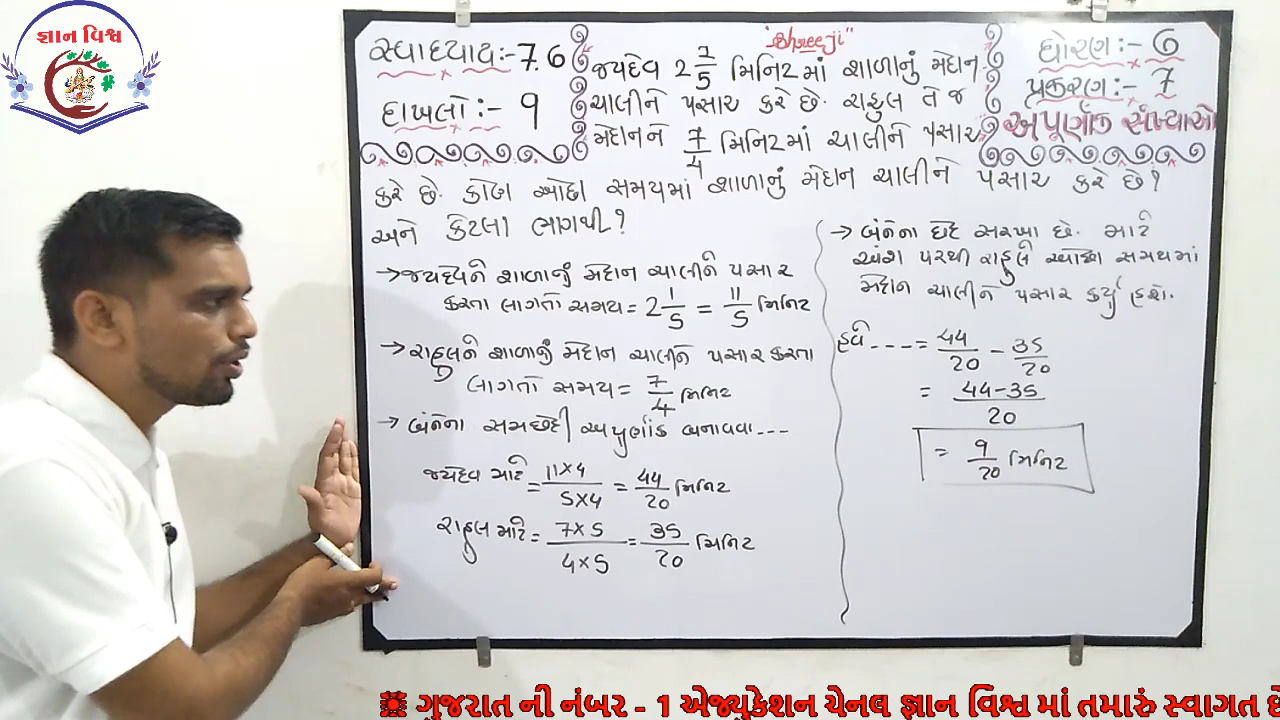 જ્ઞાન વિશ્વ
સ્વાધ્યાય:-7.6
દાખલો:- 9
"Shreeji"
જયદેવ 2 1/5 મિનિટમાં શાળાનું મેદાન
ચાલીને પસાર કરે છે. રાહુલ તે જ
મેદાનને 7/4 મિનિટમાં ચાલીને પસાર
કરે છે. કોણ ઓછા સમયમાં શાળાનું મેદાન ચાલીને પસાર કરે છે?
અને કેટલા ભાગથી?
ધોરણ:- 6
પ્રકરણ:- 7
અપૂર્ણાંક સંખ્યાઓ
→જયદેવને શાળાનું મેદાન ચાલીને પસાર
કરતા લાગતો સમય = 2 1/5 = 11/5 મિનિટ
→રાહુલને શાળાનું મેદાન ચાલીને પસાર કરતા
લાગતો સમય = 7/4 મિનિટ
→ બંનેના સમચ્છેદી અપુર્ણાંક બનાવવા---
જયદેવ માટે = 11×4/5×4 = 44/20 મિનિટ
રાહુલ માટે = 7×5/4×5 = 35/20 મિનિટ
→ બંનેના છેદ સરખા છે. માટે
અંશ પરથી રાહુલે ઓછા સમયમાં
મેદાન ચાલીને પસાર કર્યું હશે.
હવે ---- = 44/20 - 35/20
= 44-35/20
= 9/20 મિનિટ
ગુજરાત ની નંબર - 1 એજ્યુકેશન ચેનલ જ્ઞાન વિશ્વ માં તમારું સ્વાગત છે